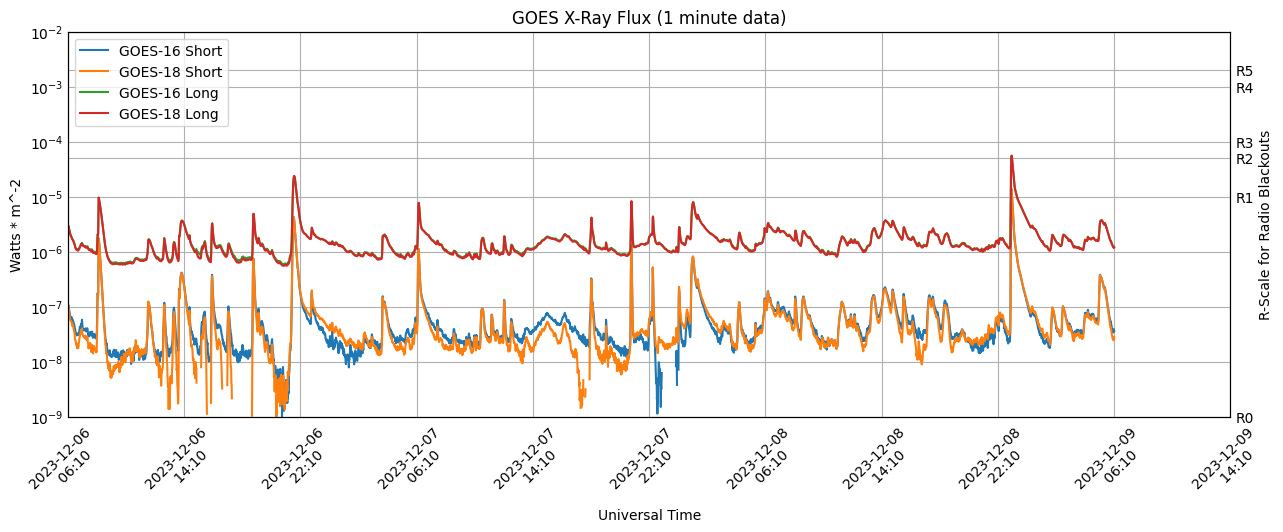 GOES X-Ray Flux (1 minute data)
GOES-16 Short
GOES-18 Short
GOES-16 Long
GOES-18 Long
Watts * m^-2
10^-2
10^-3
10^-4
10^-5
10^-6
10^-7
10^-8
10^-9
R5
R4
R3
R2
R1
R0
R-Scale for Radio Blackouts
2023-12-06
06:10
2023-12-06
14:10
2023-12-06
22:10
2023-12-07
06:10
2023-12-07
14:10
2023-12-07
22:10
2023-12-08
06:10
2023-12-08
14:10
2023-12-08
22:10
2023-12-09
06:10
2023-12-09
14:10
Universal Time